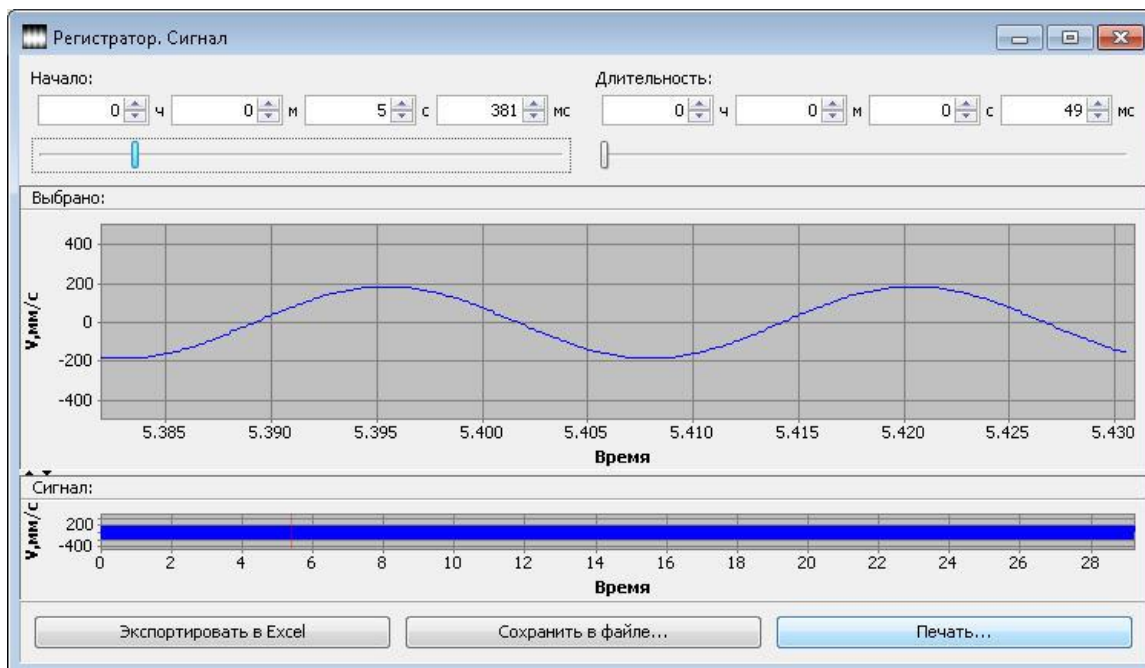 Регистратор. Сигнал
Начало:
Длительность:
0 ч 0 м 5 с 381 мс
0 ч 0 м 0 с 49 мс
Выбрано:
V,мм/с
400
200
0
-200
-400
5.385 5.390 5.395 5.400 5.405 5.410 5.415 5.420 5.425 5.430
Время
Сигнал:
V,мм/с
200
-400
0 2 4 6 8 10 12 14 16 18 20 22 24 26 28
Время
Экспортировать в Excel
Сохранить в файле...
Печать...